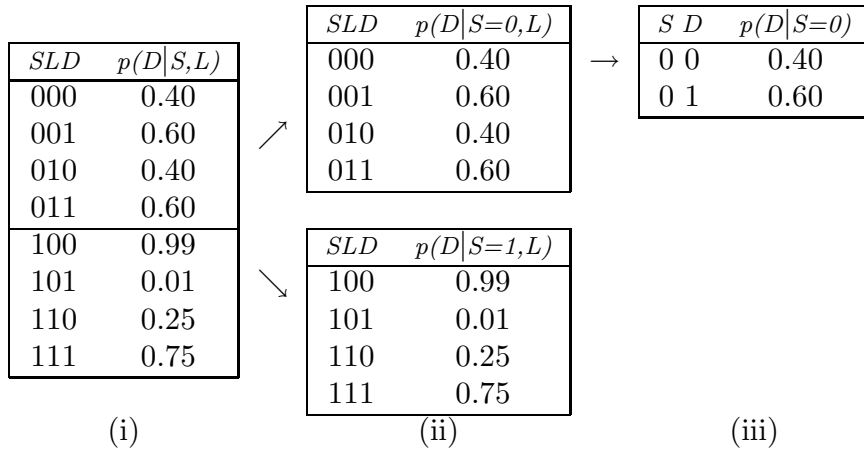 SLD p(D|S,L)
000 0.40
001 0.60
010 0.40
011 0.60
100 0.99
101 0.01
110 0.25
111 0.75
(i)
↗
↘
SLD p(D|S=0,L)
000 0.40
001 0.60
010 0.40
011 0.60
SLD p(D|S=1,L)
100 0.99
101 0.01
110 0.25
111 0.75
(ii)
→
S D p(D|S=0)
0 0 0.40
0 1 0.60
(iii)